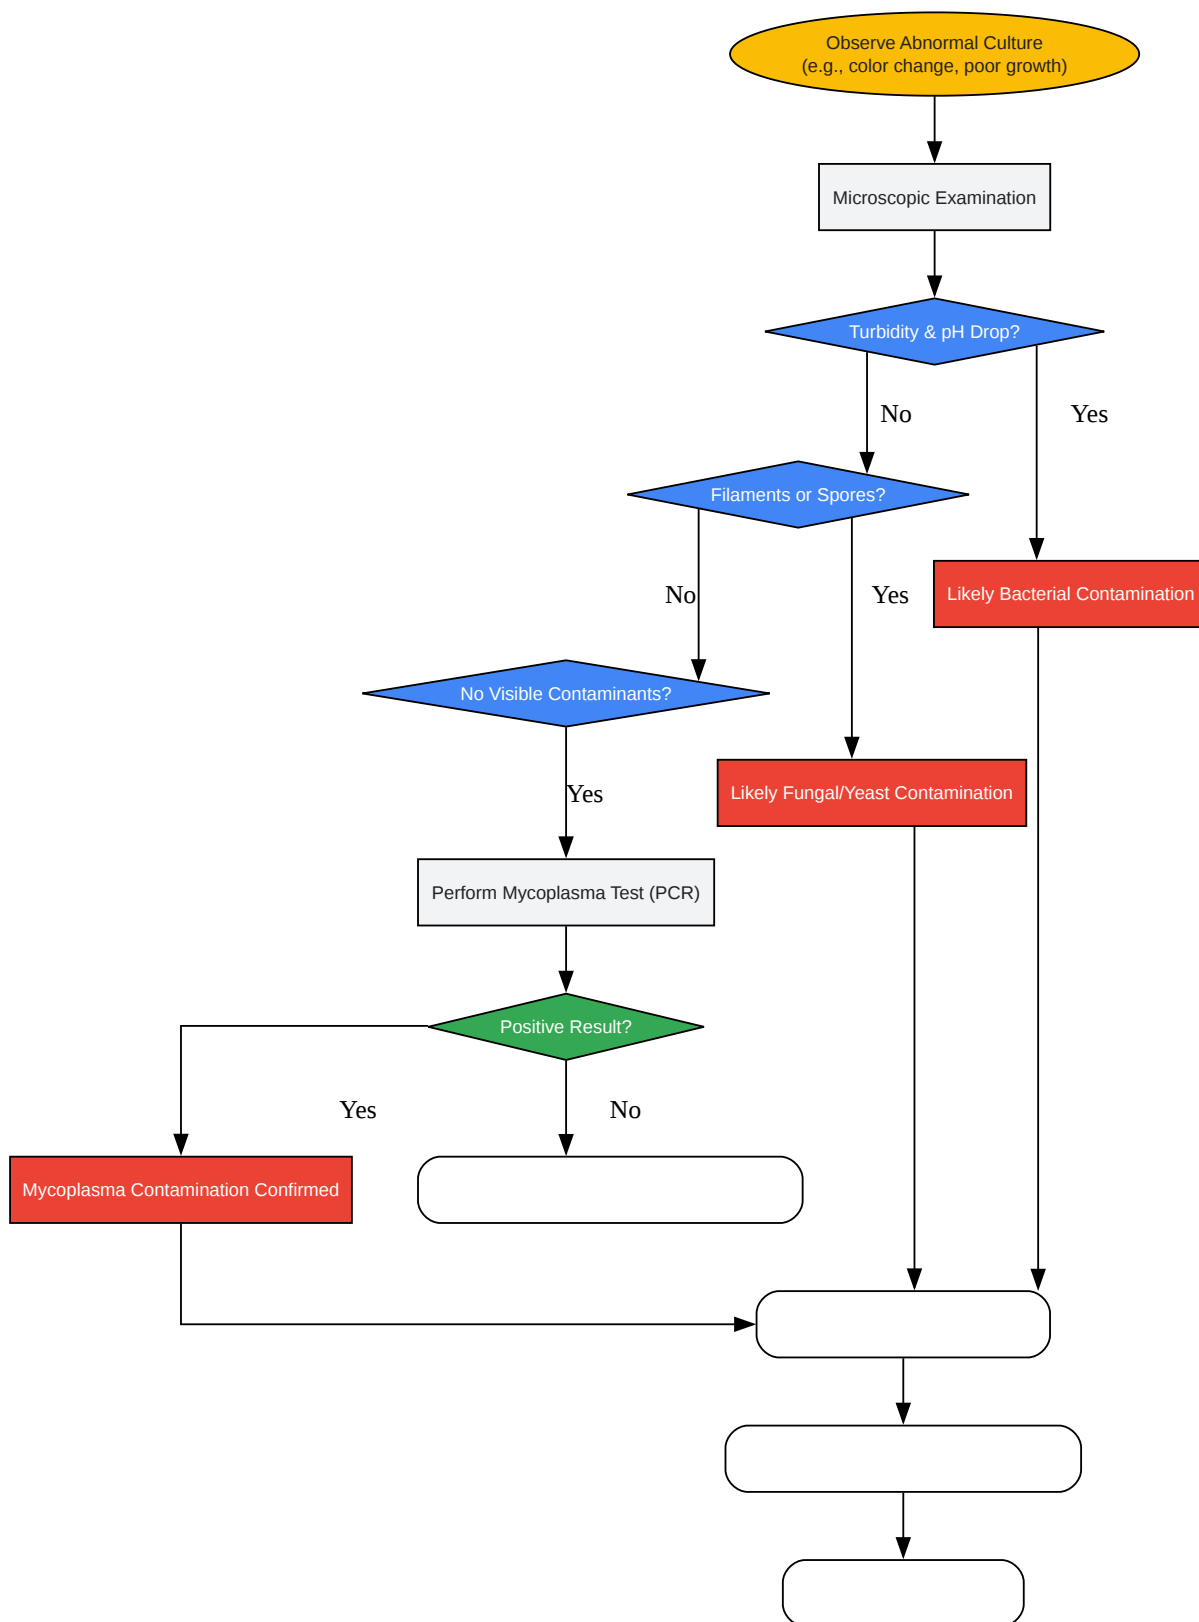 Observe Abnormal Culture
(e.g., color change, poor growth)
Microscopic Examination
Turbidity & pH Drop?
No
Yes
Filaments or Spores?
No
Yes
Likely Bacterial Contamination
No Visible Contaminants?
Yes
Likely Fungal/Yeast Contamination
Perform Mycoplasma Test (PCR)
Positive Result?
Yes
No
Mycoplasma Contamination Confirmed